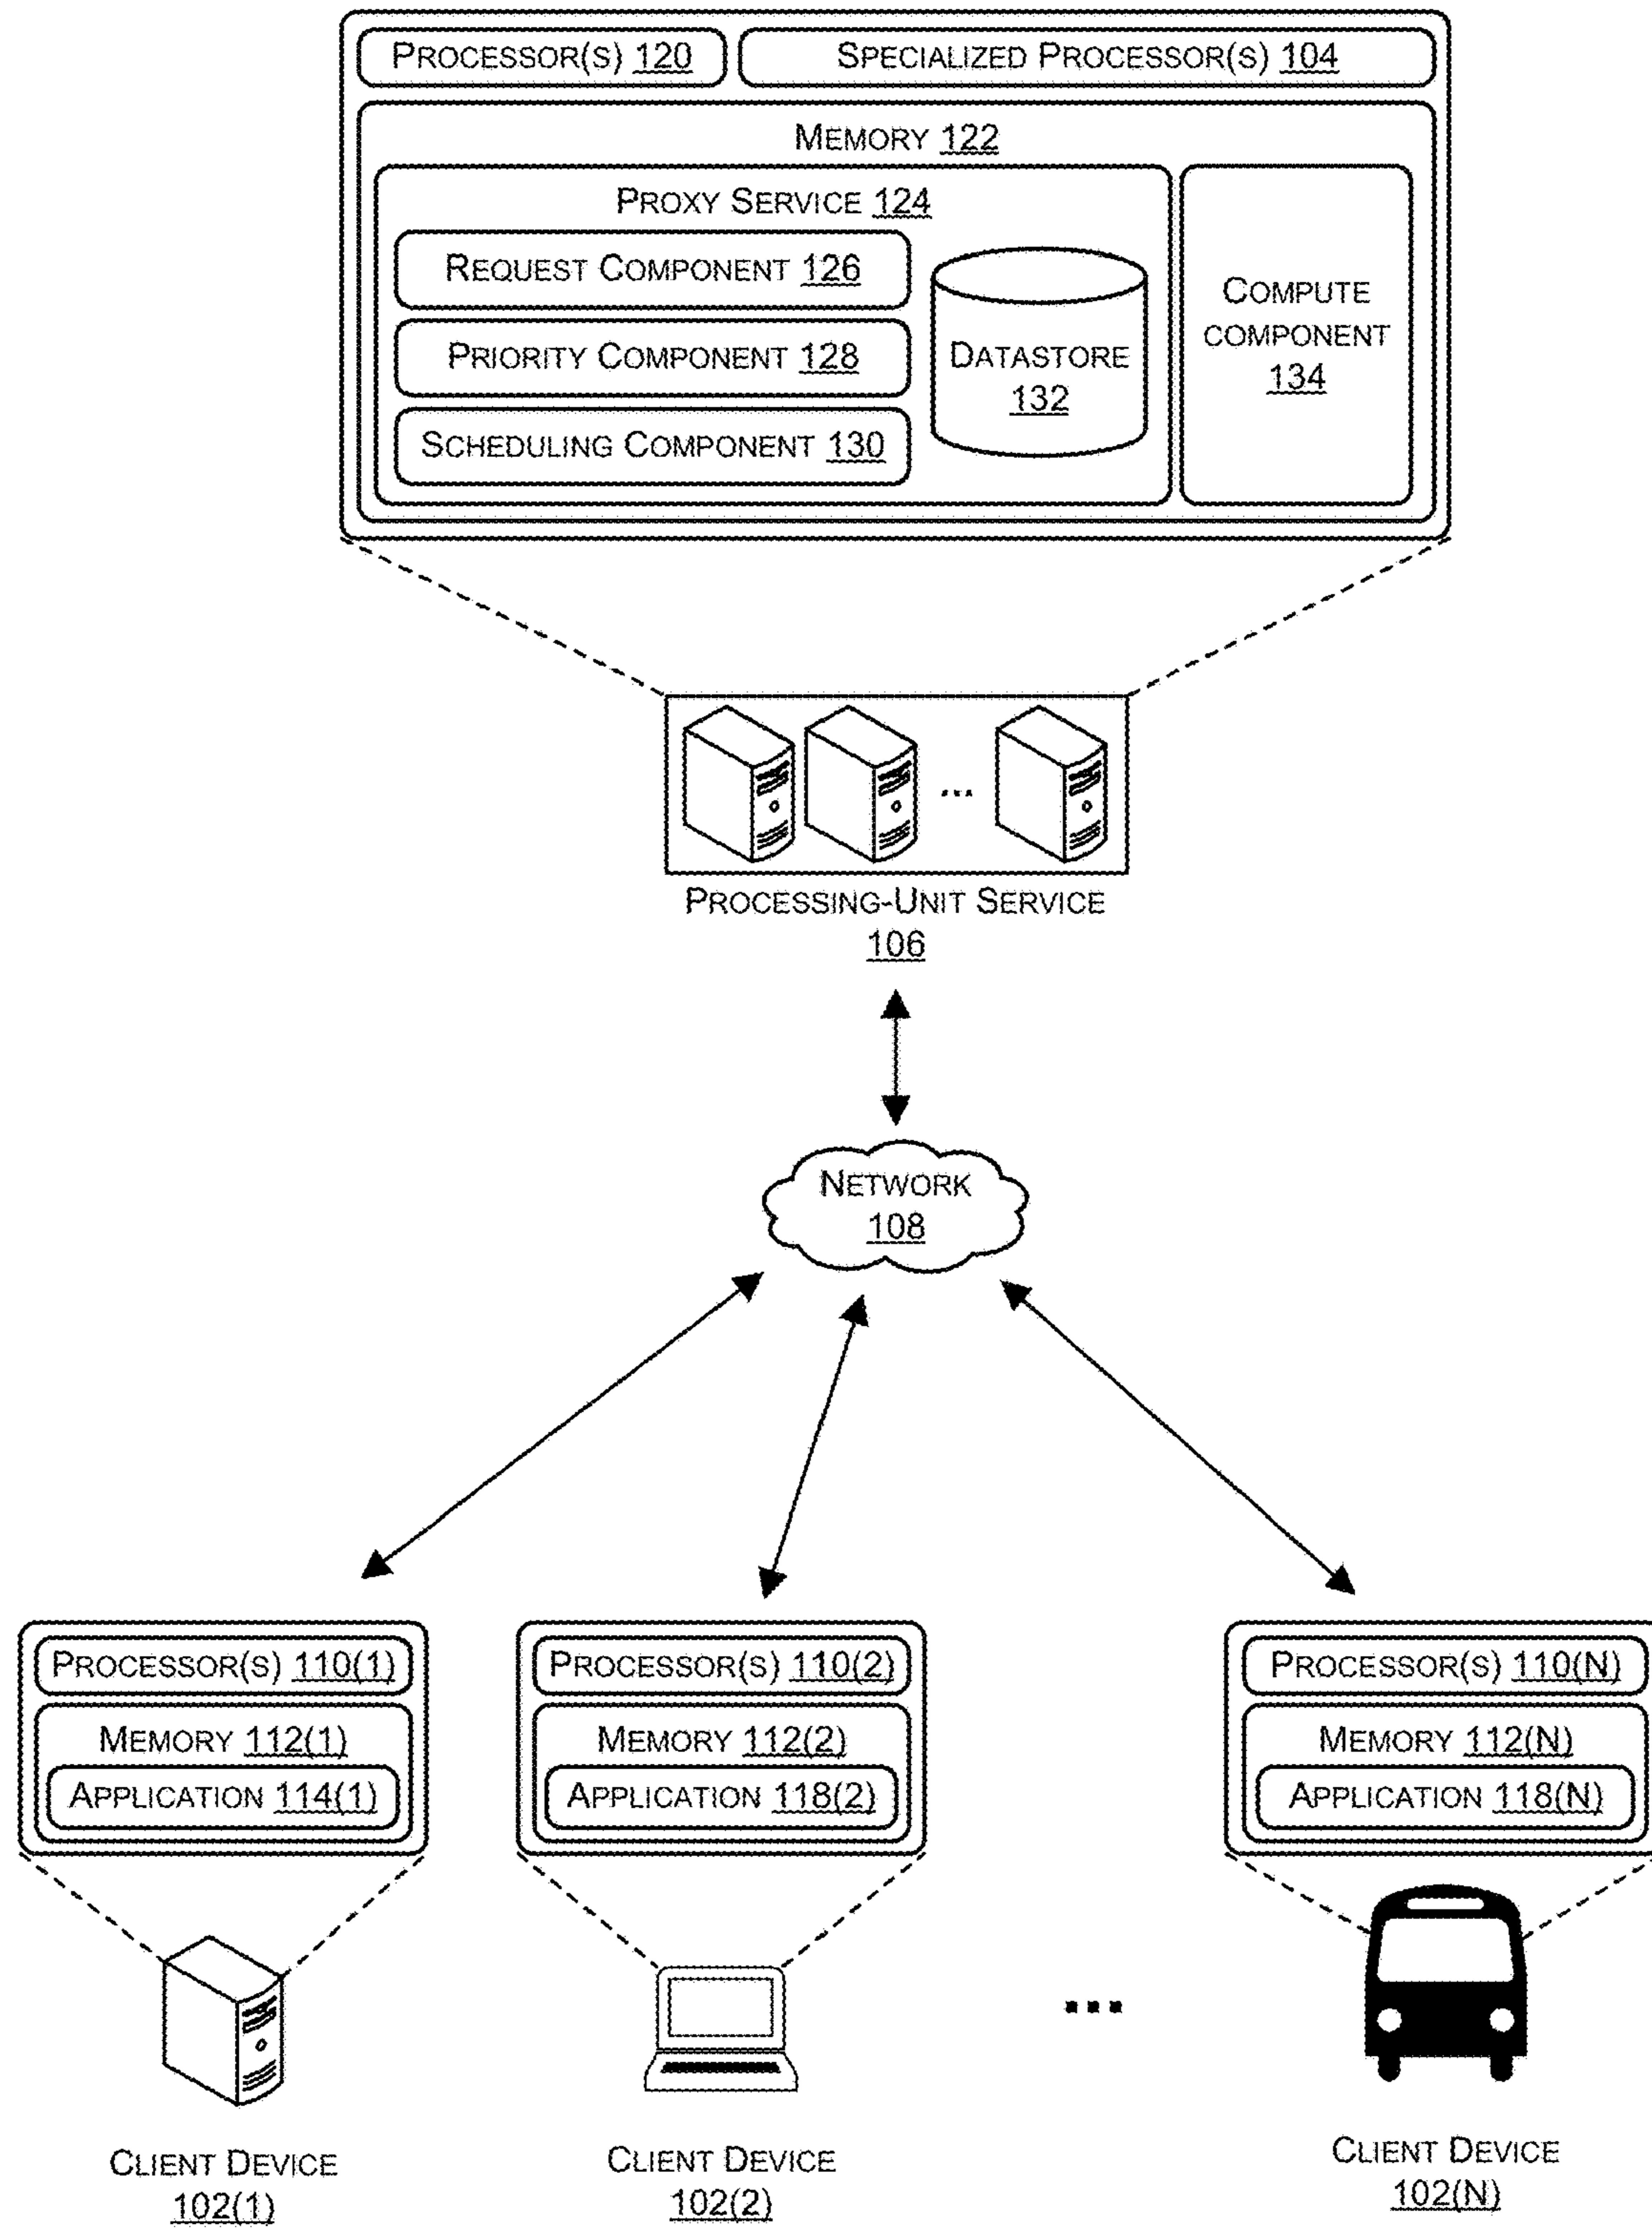 PROCESSOR(S) 120
SPECIALIZED PROCESSOR(S) 104
MEMORY 122
PROXY SERVICE 124
REQUEST COMPONENT 126
PRIORITY COMPONENT 128
SCHEDULING COMPONENT 130
DATASTORE
132
COMPUTE
COMPONENT
134
...
PROCESSING-UNIT SERVICE
106
NETWORK
108
PROCESSOR(S) 110(1)
MEMORY 112(1)
APPLICATION 114(1)
PROCESSOR(S) 110(2)
MEMORY 112(2)
APPLICATION 118(2)
PROCESSOR(S) 110(N)
MEMORY 112(N)
APPLICATION 118(N)
...
CLIENT DEVICE
102(1)
CLIENT DEVICE
102(2)
CLIENT DEVICE
102(N)